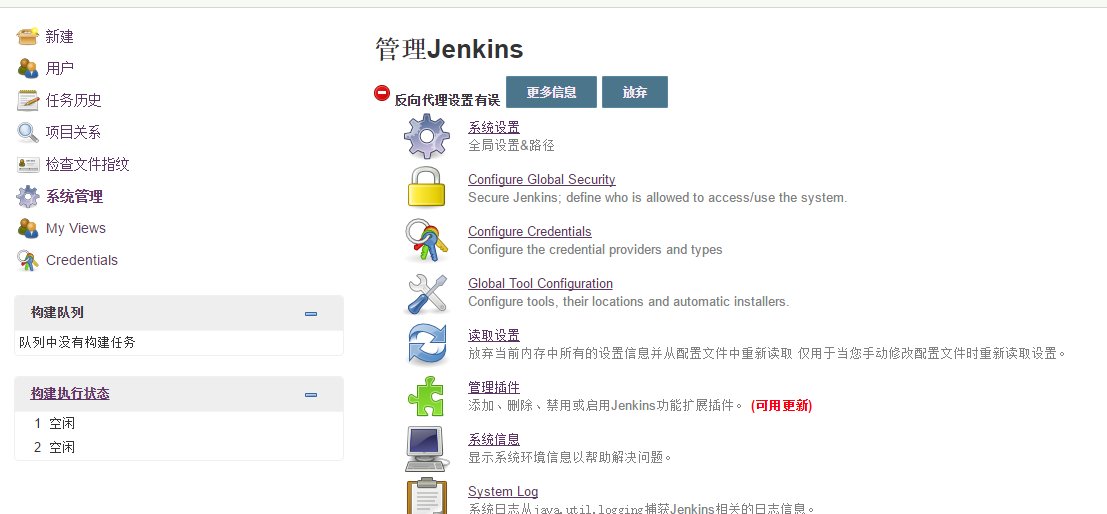 新建
用户
任务历史
项目关系
检查文件指纹
系统管理
My Views
Credentials
构建队列
队列中没有构建任务
构建执行状态
1 空闲
2 空闲
管理Jenkins
反向代理设置有误 更多信息 放弃
系统设置
全局设置&路径
Configure Global Security
Secure Jenkins; define who is allowed to access/use the system.
Configure Credentials
Configure the credential providers and types
Global Tool Configuration
Configure tools, their locations and automatic installers.
读取设置
放弃当前内存中所有的设置信息并从配置文件中重新读取 仅用于当您手动修改配置文件时重新读取设置。
管理插件
添加、删除、禁用或启用Jenkins功能扩展插件。 (可用更新)
系统信息
显示系统环境信息以帮助解决问题。
System Log
系统日志从java.util.logging捕获Jenkins相关的日志信息。